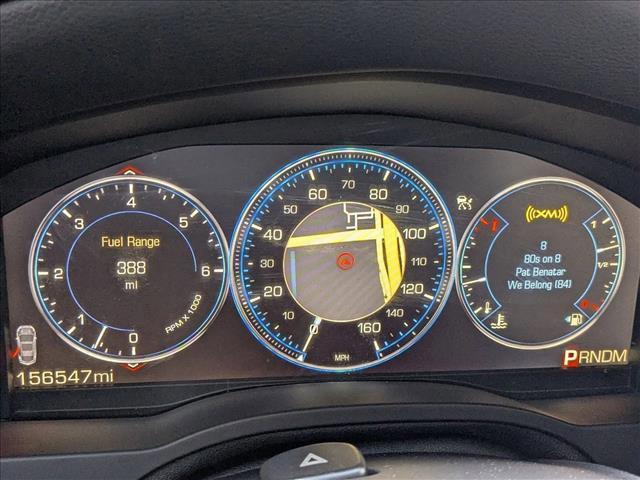 4
3
5
2
6
1
0
Fuel Range
388
mi
RPM X 1000
156547mi
70
60
80
50
90
40
100
30
110
20
120
10
140
0
160
MPH
((XM))
8
80s on 8
Pat Benatar
We Belong (84)
1
1/2
0
PRNDM